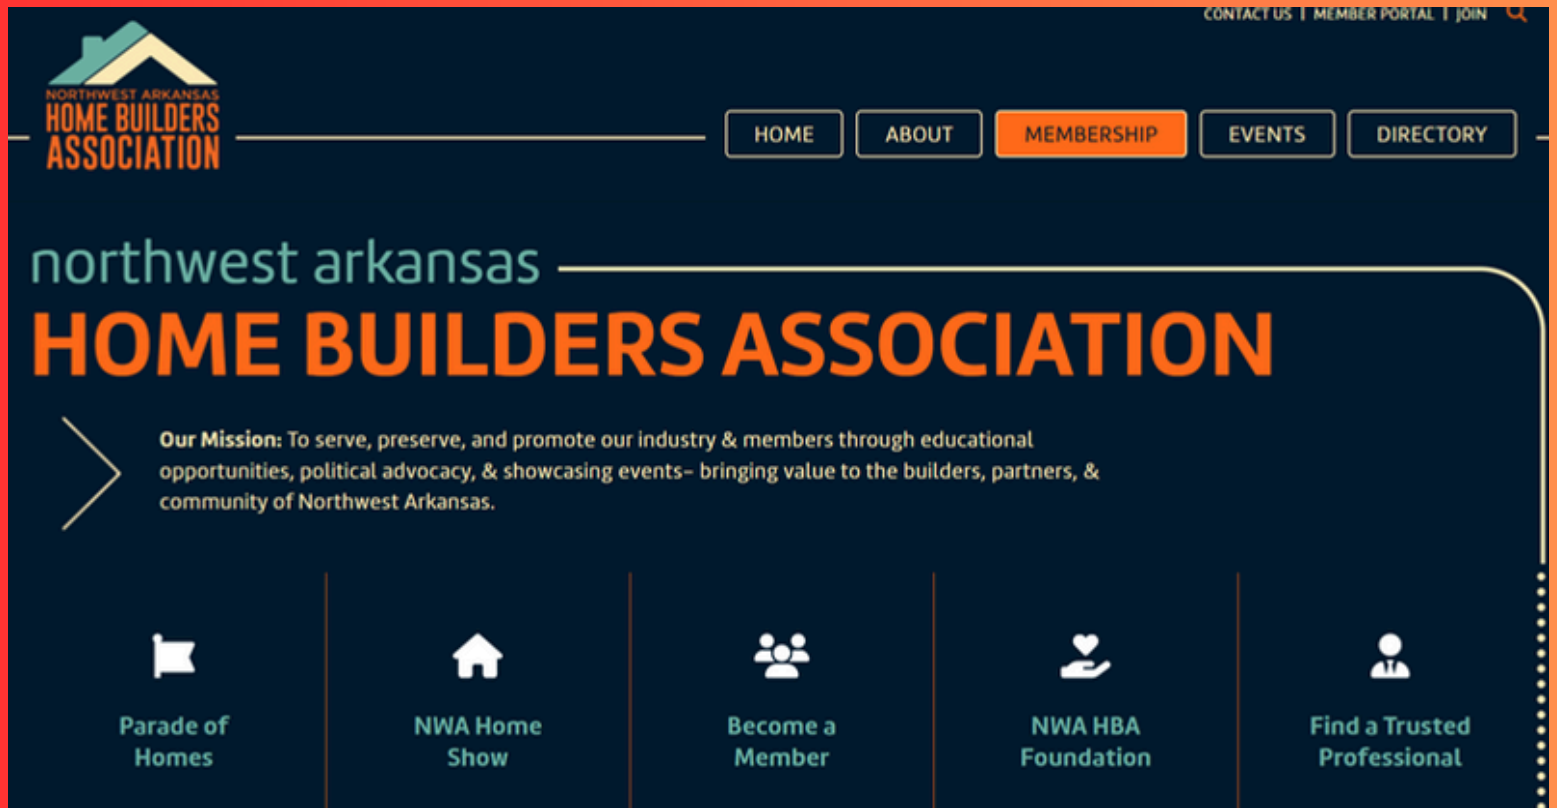 CONTACT US | MEMBER PORTAL | JOIN
NORTHWEST ARKANSAS
HOME BUILDERS
ASSOCIATION
HOME
ABOUT
MEMBERSHIP
EVENTS
DIRECTORY
northwest arkansas
HOME BUILDERS ASSOCIATION
Our Mission: To serve, preserve, and promote our industry & members through educational
opportunities, political advocacy, & showcasing events– bringing value to the builders, partners, &
community of Northwest Arkansas.
Parade of
Homes
NWA Home
Show
Become a
Member
NWA HBA
Foundation
Find a Trusted
Professional